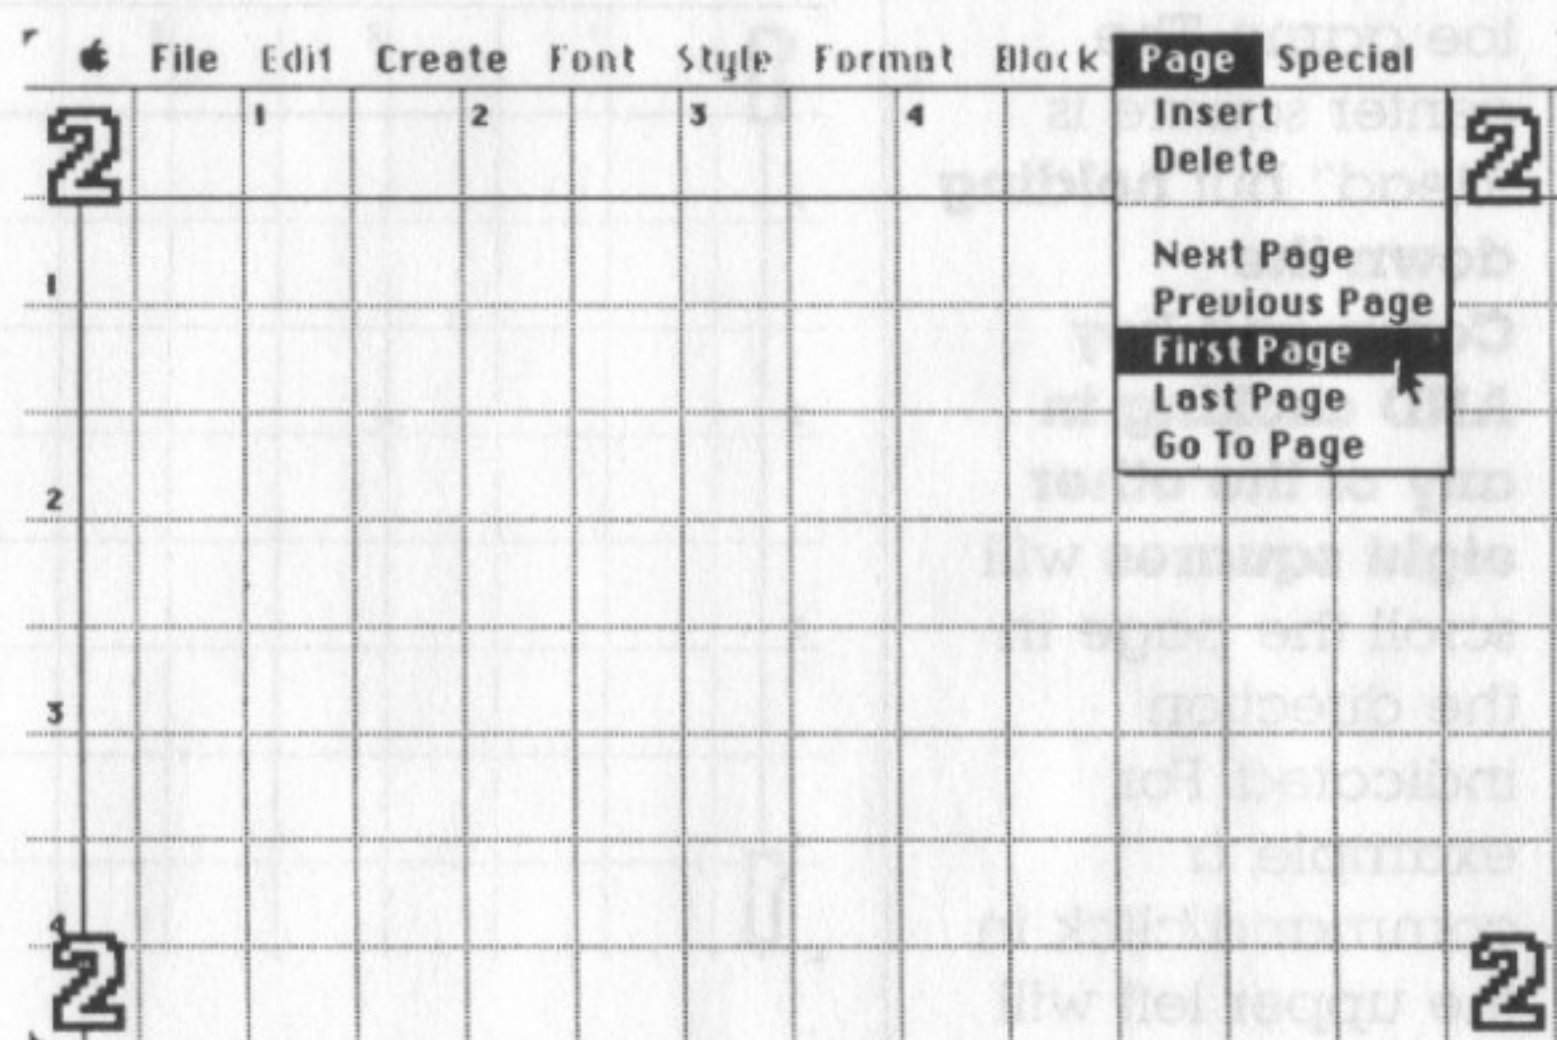 File Edit Create Font Style Format Block Page Special
2 1 2 3 4 2
Insert
Delete
Next Page
Previous Page
First Page
Last Page
Go To Page
1
2
3
4
2 2